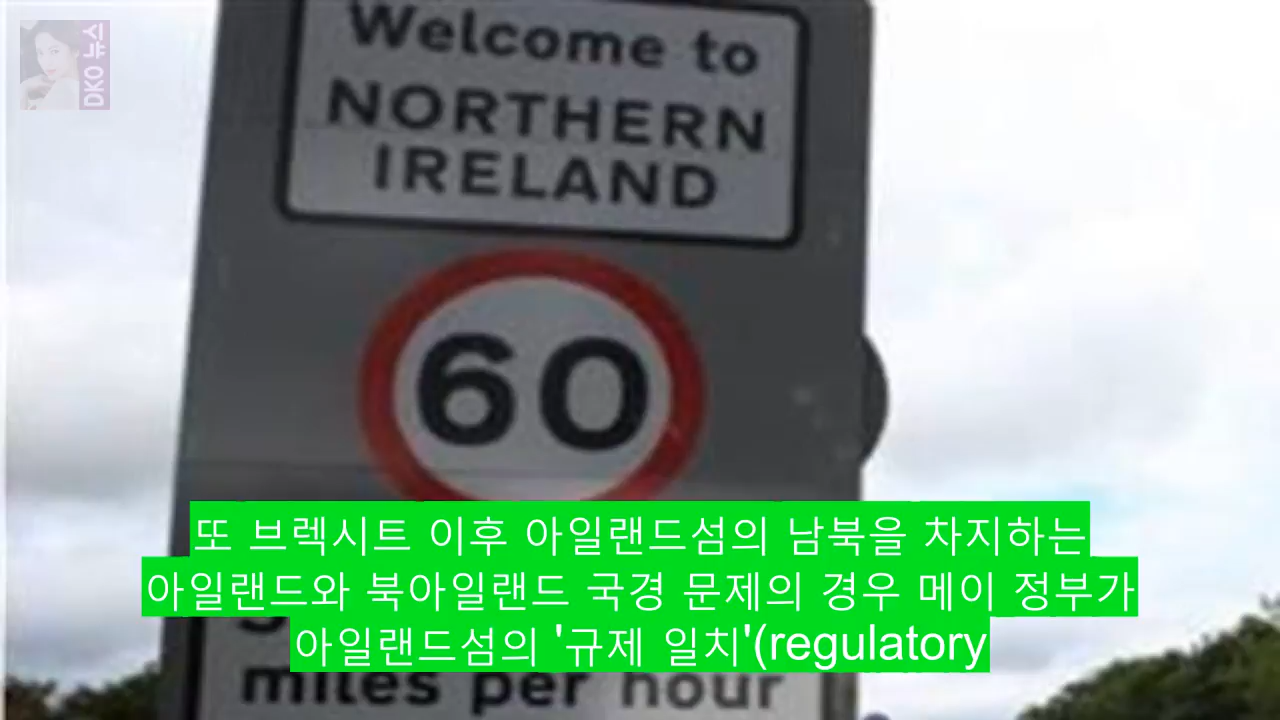 DKO 뉴스
Welcome to
NORTHERN
IRELAND
60
또 브렉시트 이후 아일랜드섬의 남북을 차지하는
아일랜드와 북아일랜드 국경 문제의 경우 메이 정부가
아일랜드섬의 '규제 일치'(regulatory
miles per hour